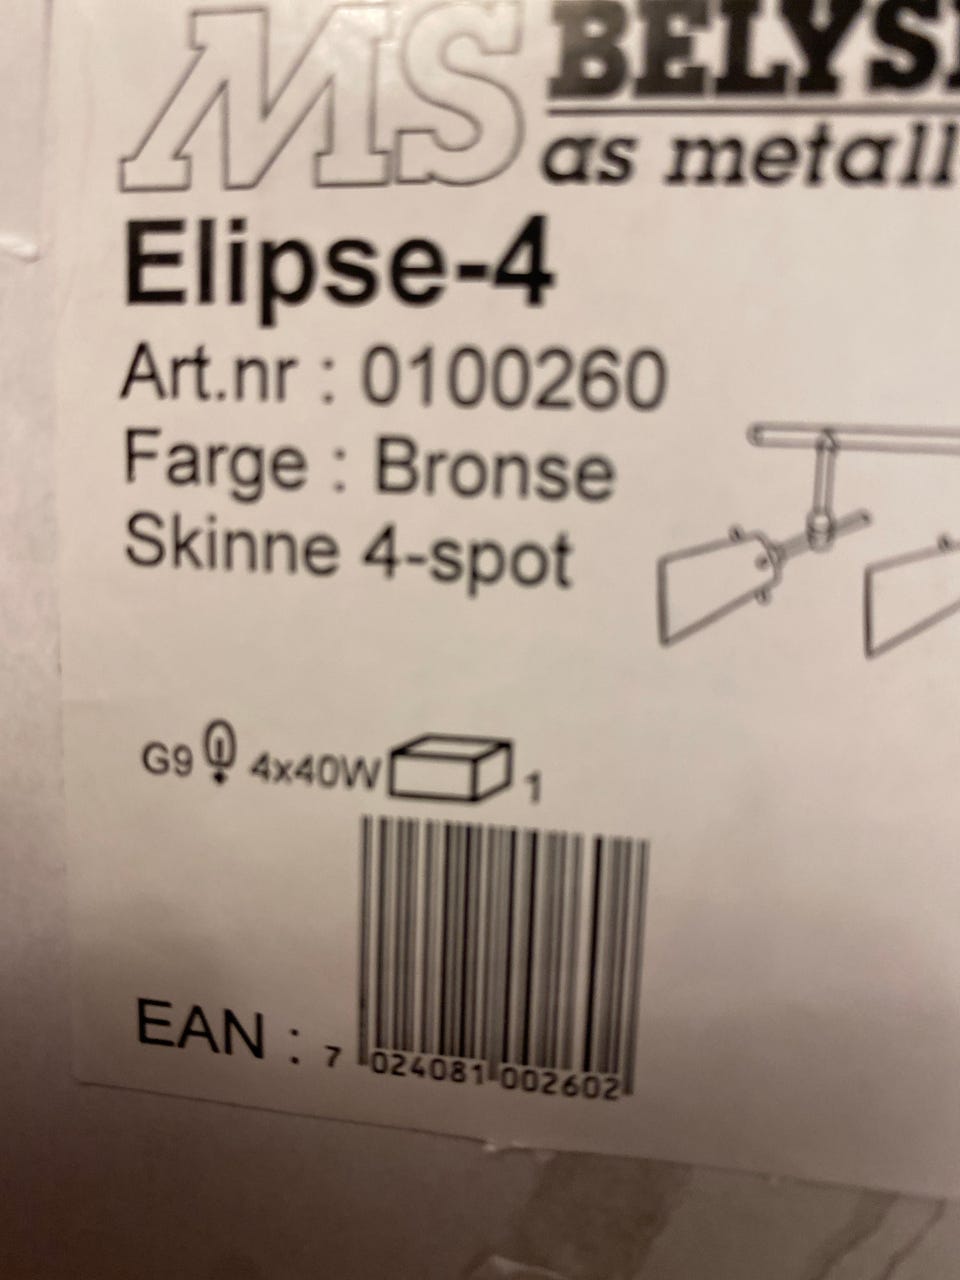 MS BELYS
as metall
Elipse-4
Art.nr : 0100260
Farge : Bronse
Skinne 4-spot
G9 4x40W 1
EAN : 7 024081 002602